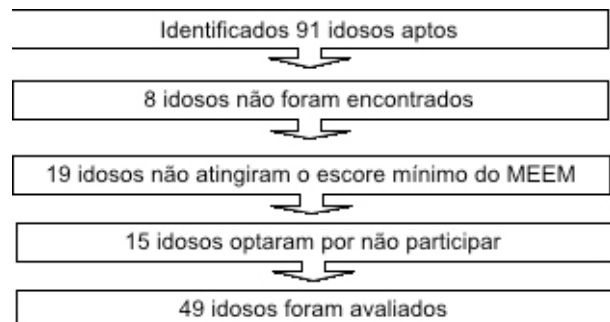 Identificados 91 idosos aptos
8 idosos não foram encontrados
19 idosos não atingiram o escore mínimo do MEEM
15 idosos optaram por não participar
49 idosos foram avaliados